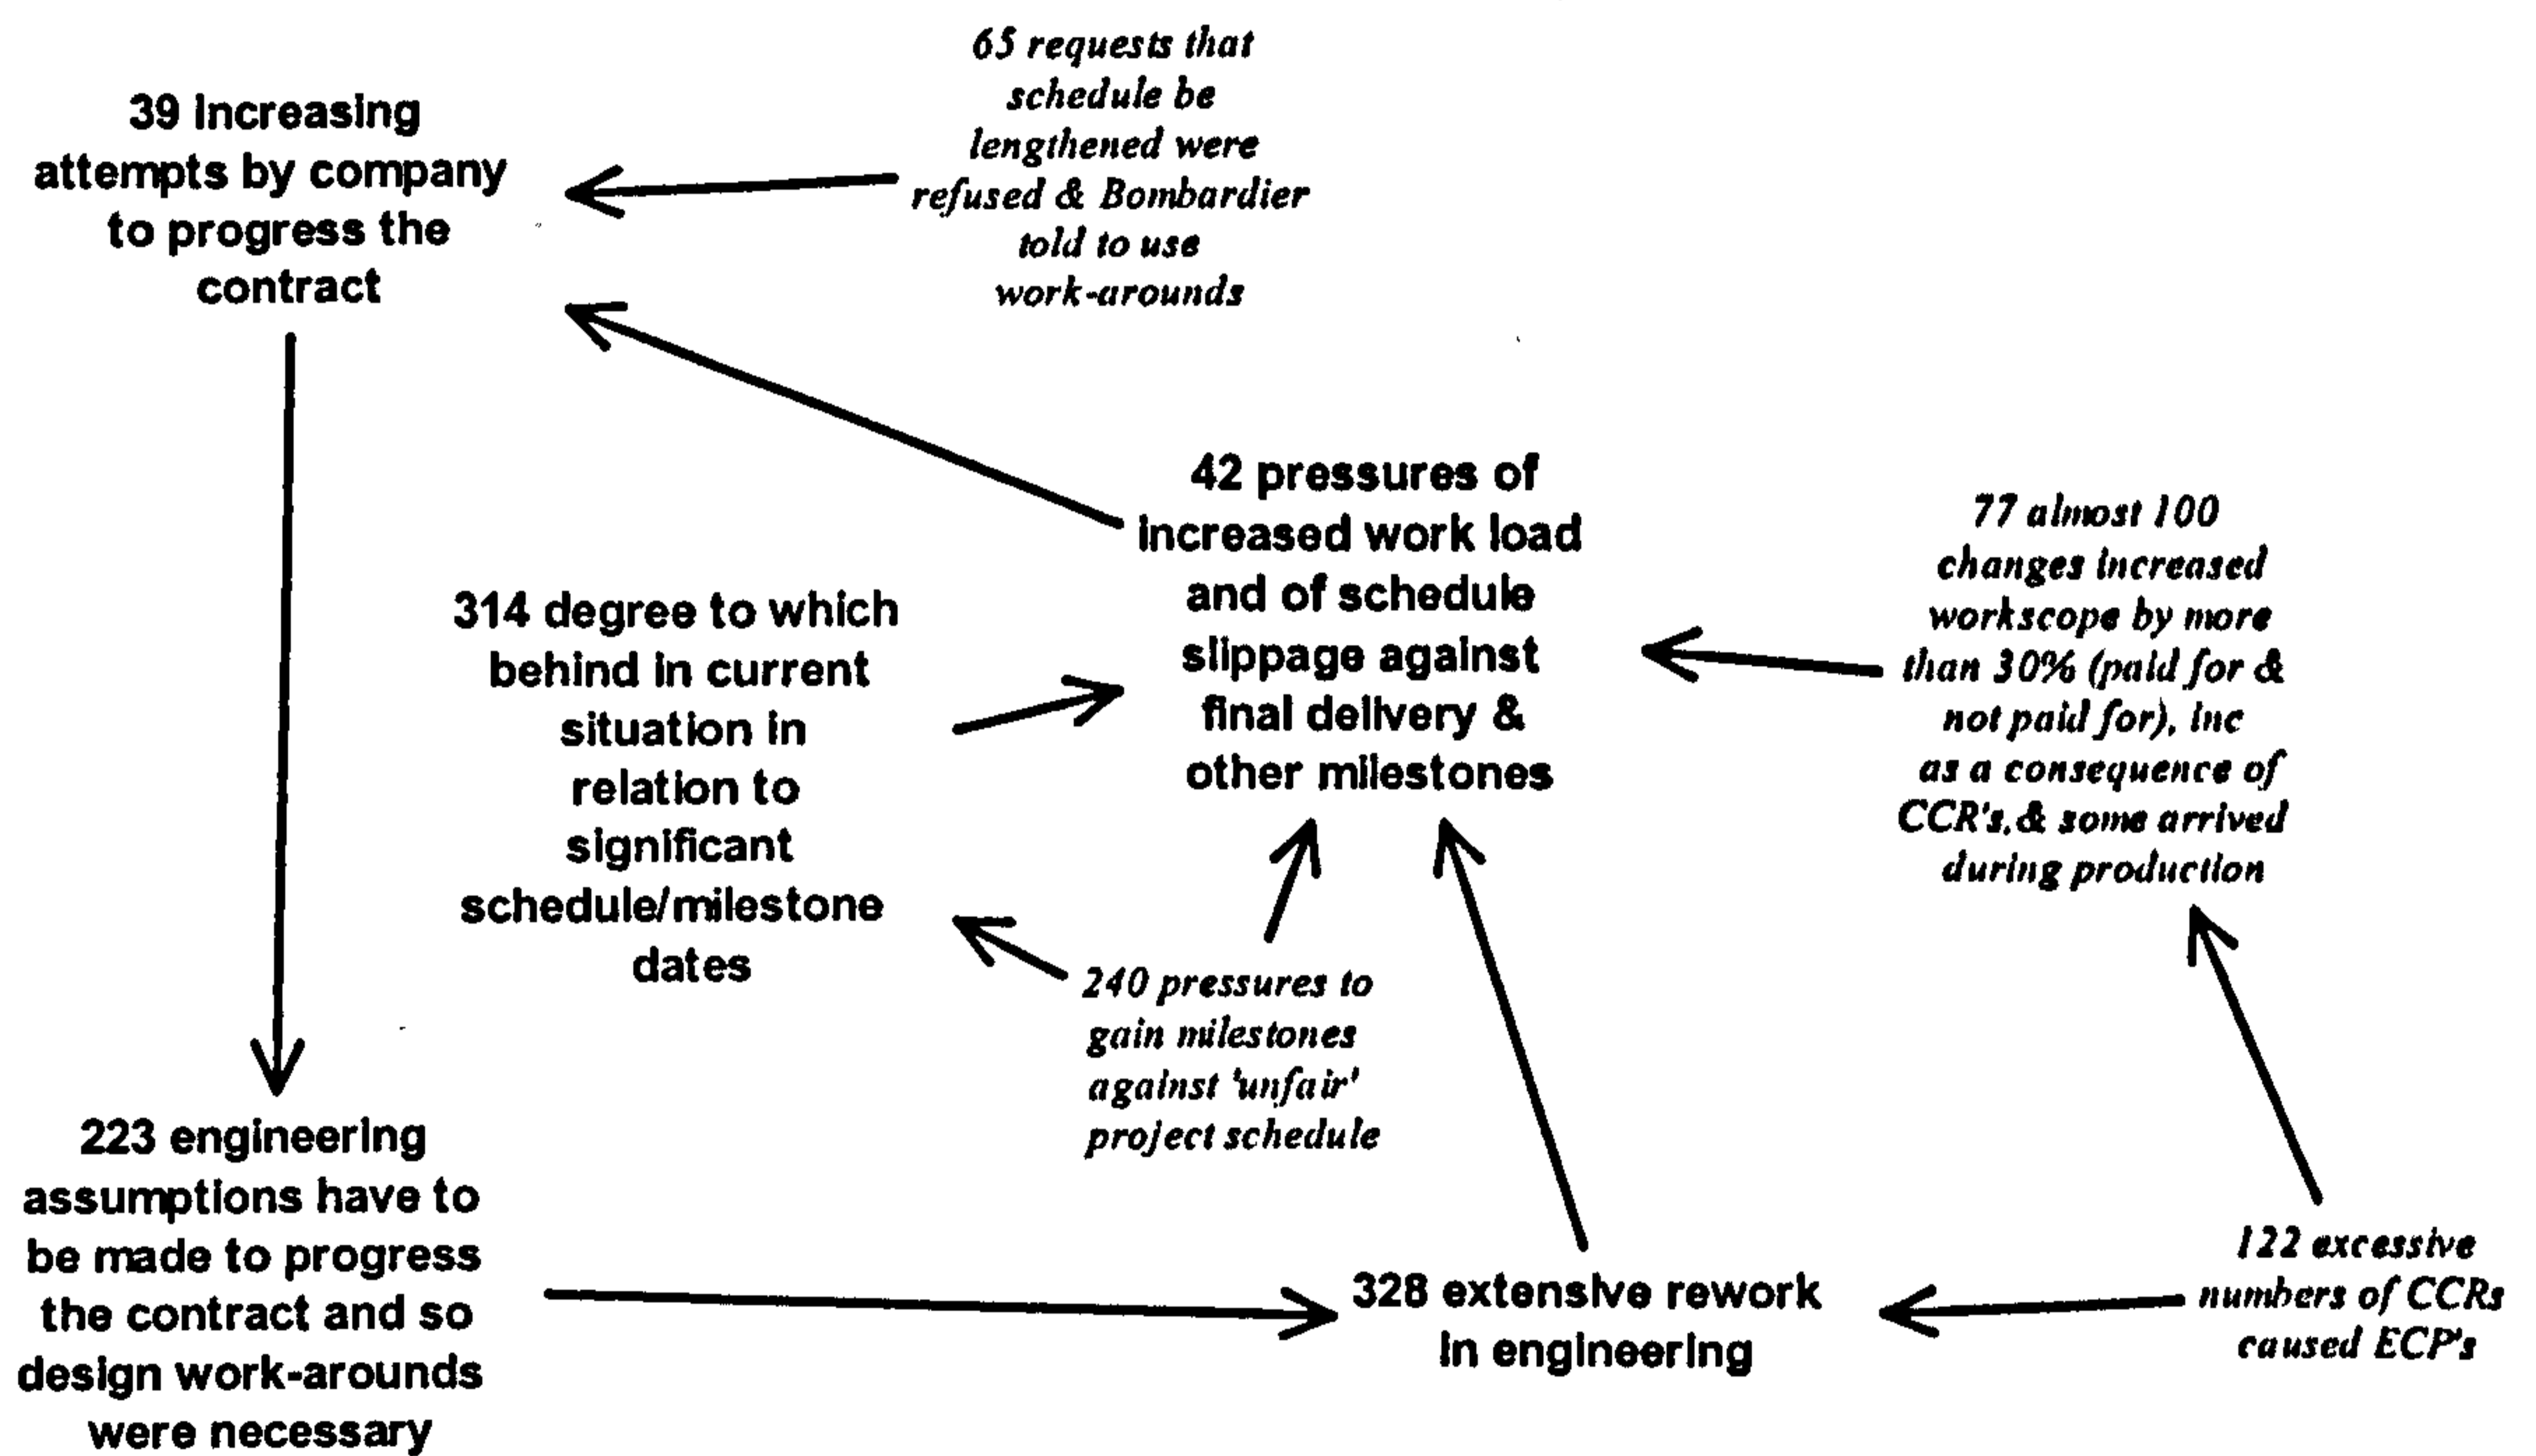 65 requests that
schedule be
lengthened were
refused & Bombardier
told to use
work-arounds
39 increasing
attempts by company
to progress the
contract
42 pressures of
increased work load
and of schedule
slippage against
final delivery &
other milestones
77 almost 100
changes increased
workscope by more
than 30% (paid for &
not paid for), inc
as a consequence of
CCR's,& some arrived
during production
314 degree to which
behind in current
situation in
relation to
significant
schedule/milestone
dates
240 pressures to
gain milestones
against 'unfair'
project schedule
223 engineering
assumptions have to
be made to progress
the contract and so
design work-arounds
were necessary
328 extensive rework
in engineering
122 excessive
numbers of CCRs
caused ECP's